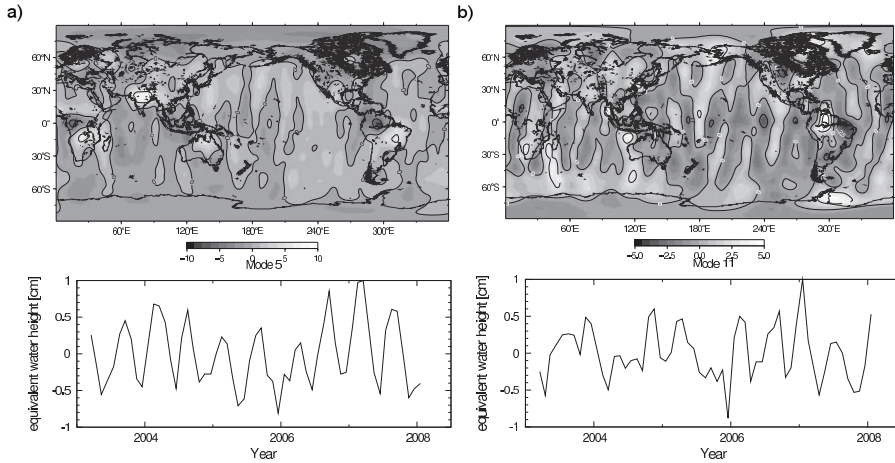 a)
60°N
30°N
0°
30°S
60°S
60°E
120°E
180°E
240°E
300°E
-10 -5 0 5 10
Mode 5
equivalent water height [cm]
1
0.5
0
-0.5
-1
2004
2006
2008
Year
b)
60°N
30°N
0°
30°S
60°S
60°E
120°E
180°E
240°E
300°E
-5.0 -2.5 0.0 2.5 5.0
Mode 11
equivalent water height [cm]
1
0.5
0
-0.5
-1
2004
2006
2008
Year